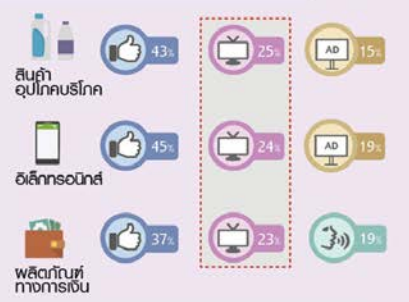 43%
25%
AD
15%
สินค้า
อุปโภคบริโภค
45%
24%
AD
19%
อิเล็กทรอนิกส์
37%
23%
19%
ผลิตภัณฑ์
ทางการเงิน